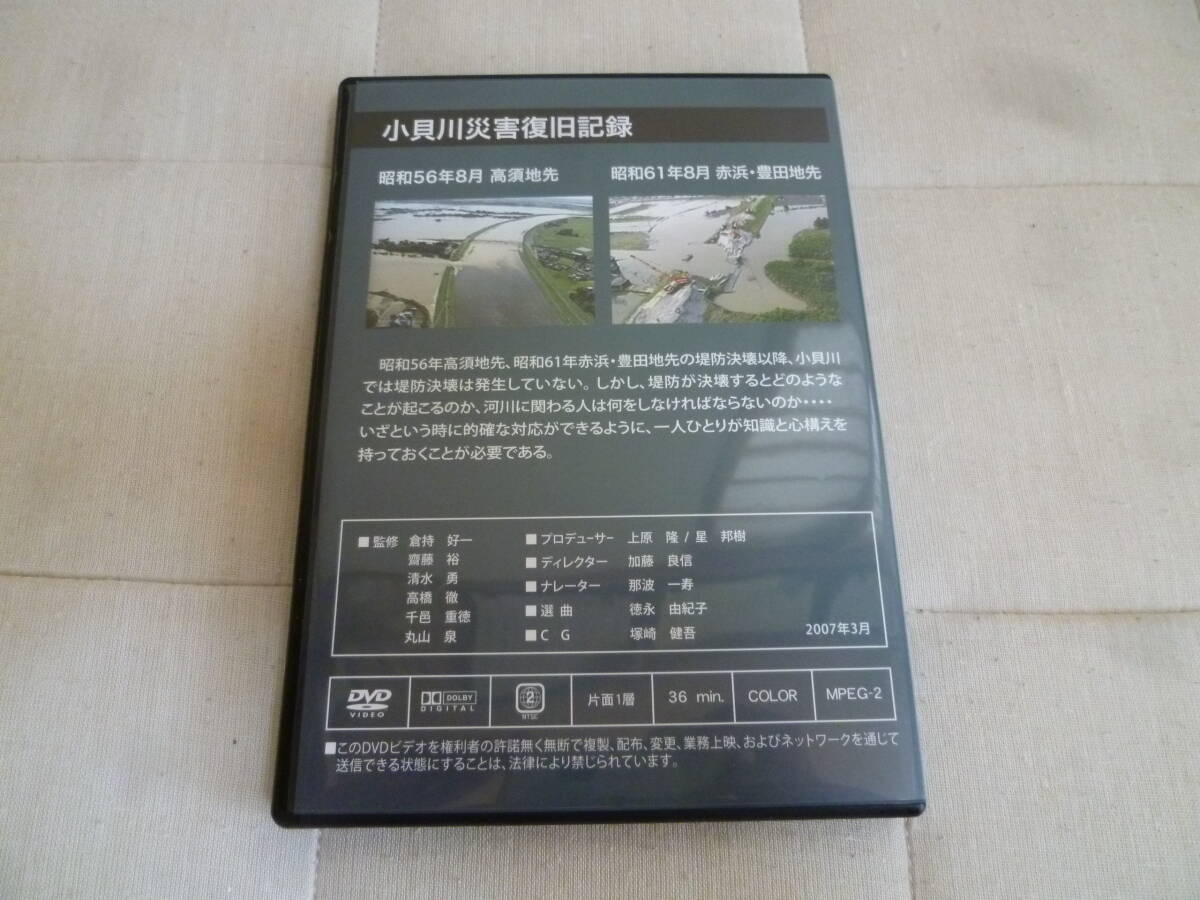 小貝川災害復旧記録
昭和56年8月 高須地先
昭和61年8月 赤浜・豊田地先
昭和56年高須地先、昭和61年赤浜・豊田地先の堤防決壊以降、小貝川
では堤防決壊は発生していない。しかし、堤防が決壊するとどのような
ことが起こるのか、河川に関わる人は何をしなければならないのか・・・・
いざという時に的確な対応ができるように、一人ひとりが知識と心構えを
持っておくことが必要である。
■監修 倉持 好一
齋藤 裕
清水 勇
高橋 徹
千邑 重徳
丸山 泉
■プロデューサー 上原 隆 / 星 邦樹
■ディレクター 加藤 良信
■ナレーター 那波 一寿
■選曲 徳永 由紀子
■CG 塚崎 健吾
2007年3月
DVD VIDEO
DOLBY DIGITAL
2 NTSC
片面1層
36 min.
COLOR
MPEG-2
■このDVDビデオを権利者の許諾無く無断で複製、配布、変更、業務上映、およびネットワークを通じて
送信できる状態にすることは、法律により禁じられています。